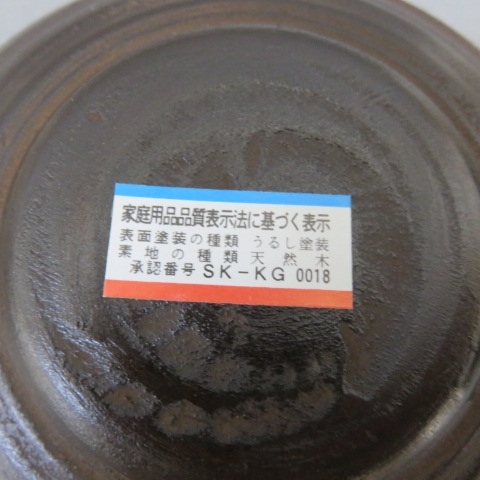 家庭用品品質表示法に基づく表示
表面塗装の種類 うるし塗装
素地の種類 天然木
承認番号 SK-KG 0018